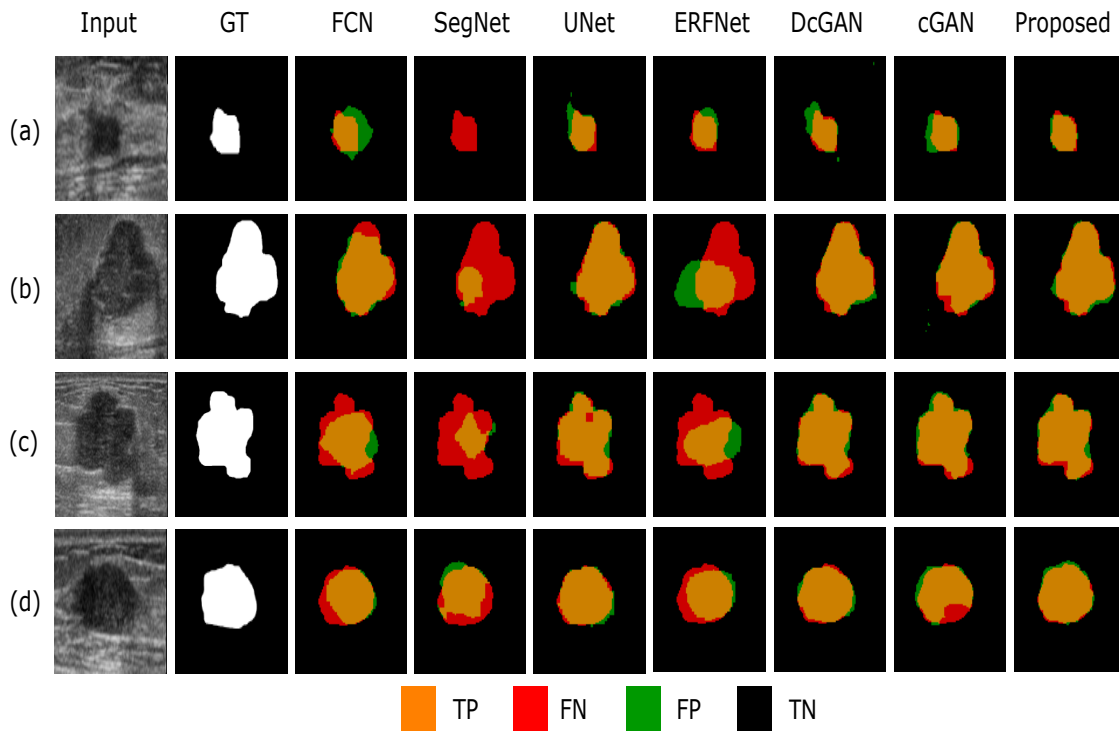 Input GT FCN SegNet UNet ERFNet DcGAN cGAN Proposed
(a)
(b)
(c)
(d)
TP FN FP TN